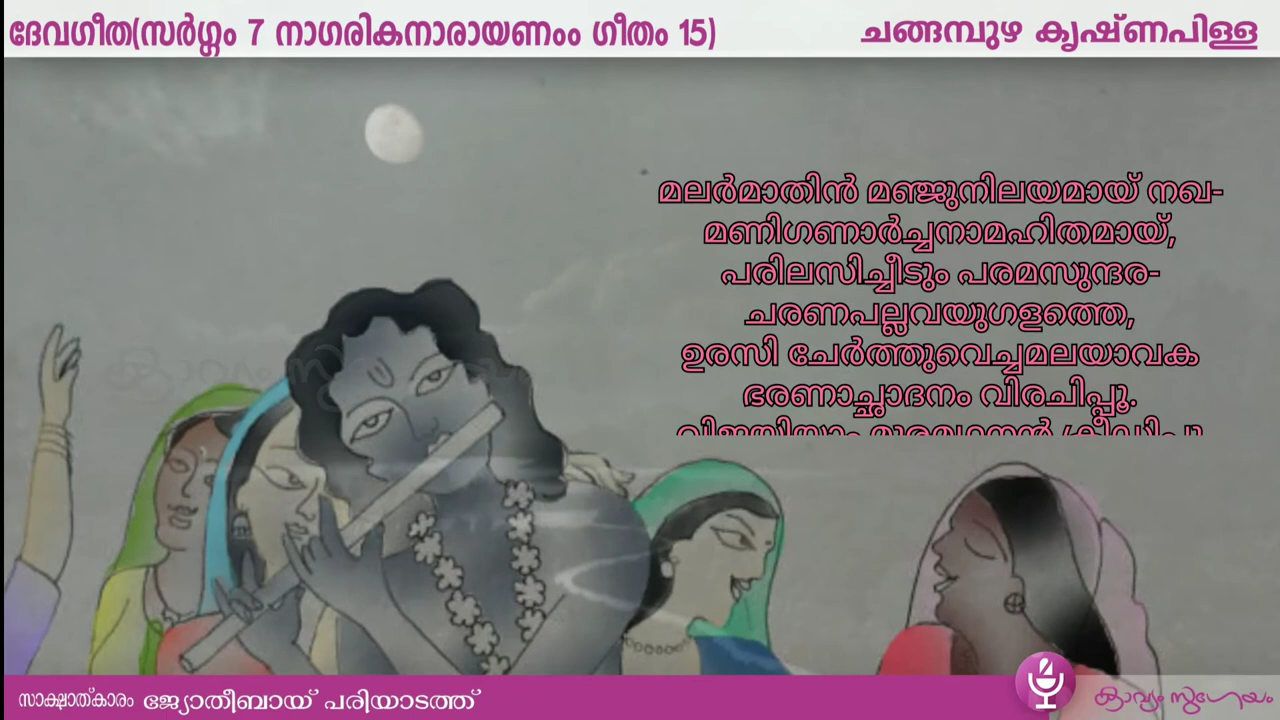 ദേവഗീത(സർഗ്ഗം 7 നാഗരികനാരായണംം ഗീതം 15)
ചങ്ങമ്പുഴ കൃഷ്ണപിള്ള
മലർമാതിൻ മഞ്ജുനിലയമായ് നഖ-
മണിഗണാർച്ചനാമഹിതമായ്,
പരിലസിച്ചീടും പരമസുന്ദര-
ചരണപല്ലവയുഗളത്തെ,
ഉരസി ചേർത്തുവെച്ചമലയാവക
ഭരണാച്ഛാദനം വിരചിപ്പൂ.
സാക്ഷാത്കാരം ജ്യോതീബായ് പരിയാടത്ത്
കാവ്യം സുഗേയം